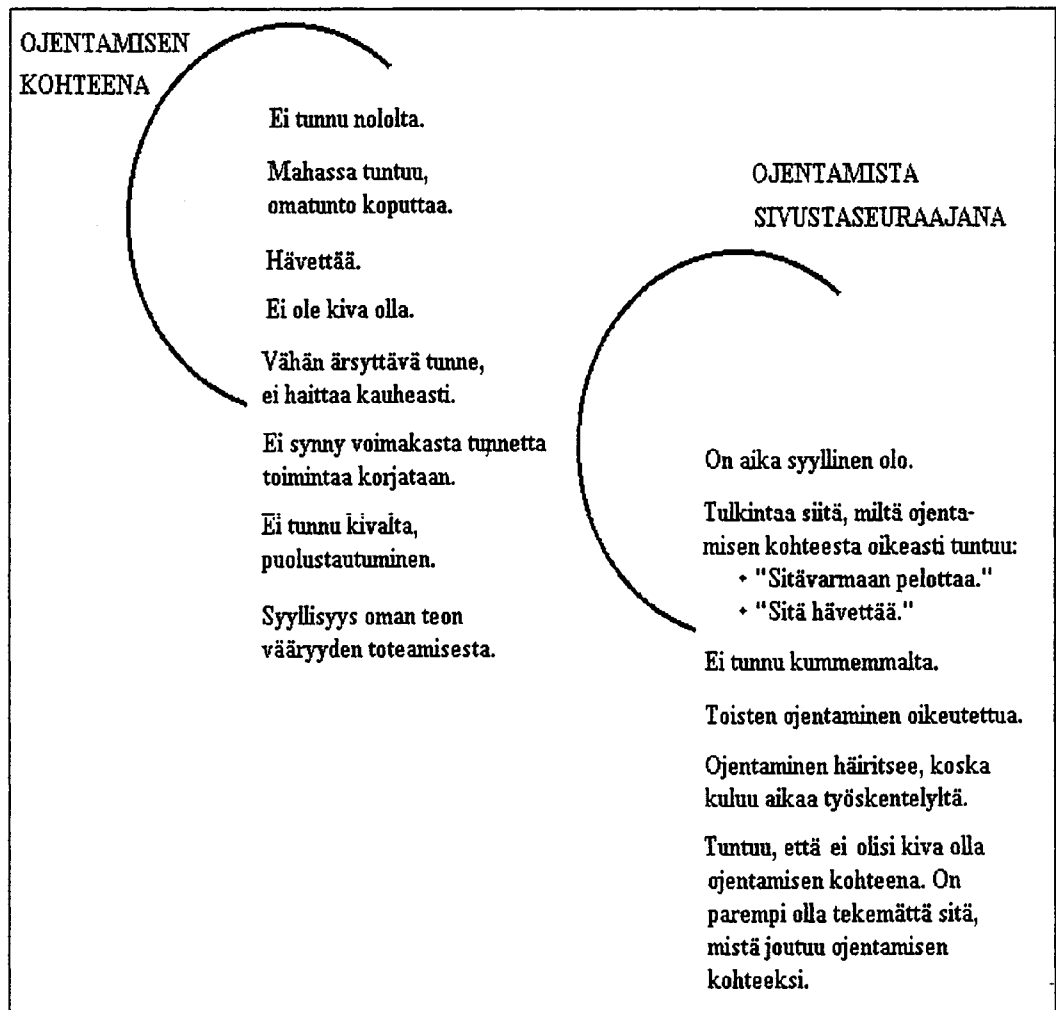 OJENTAMISEN
KOHTEENA
Ei tunnu nololta.
Mahassa tuntuu,
omatunto koputtaa.
Hävettää.
Ei ole kiva olla.
Vähän ärsyttävä tunne,
ei haittaa kauheasti.
Ei synny voimakasta tunnetta
toimintaa korjataan.
Ei tunnu kivalta,
puolustautuminen.
Syyllisyys oman teon
vääryyden toteamisesta.
OJENTAMISTA
SIVUSTASEURAAJANA
On aika syyllinen olo.
Tulkintaa siitä, miltä ojenta-
misen kohteesta oikeasti tuntuu:
• "Sitävarmaan pelottaa."
• "Sitä hävettää."
Ei tunnu kummemmalta.
Toisten ojentaminen oikeutettua.
Ojentaminen häiritsee, koska
kuluu aikaa työskentelyltä.
Tuntuu, että ei olisi kiva olla
ojentamisen kohteena. On
parempi olla tekemättä sitä,
mistä joutuu ojentamisen
kohteeksi.